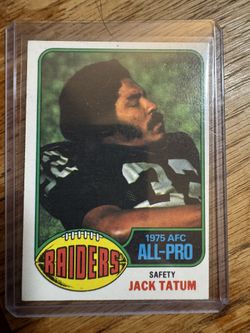 1975 AFC
ALL-PRO
RAIDERS
SAFETY
JACK TATUM